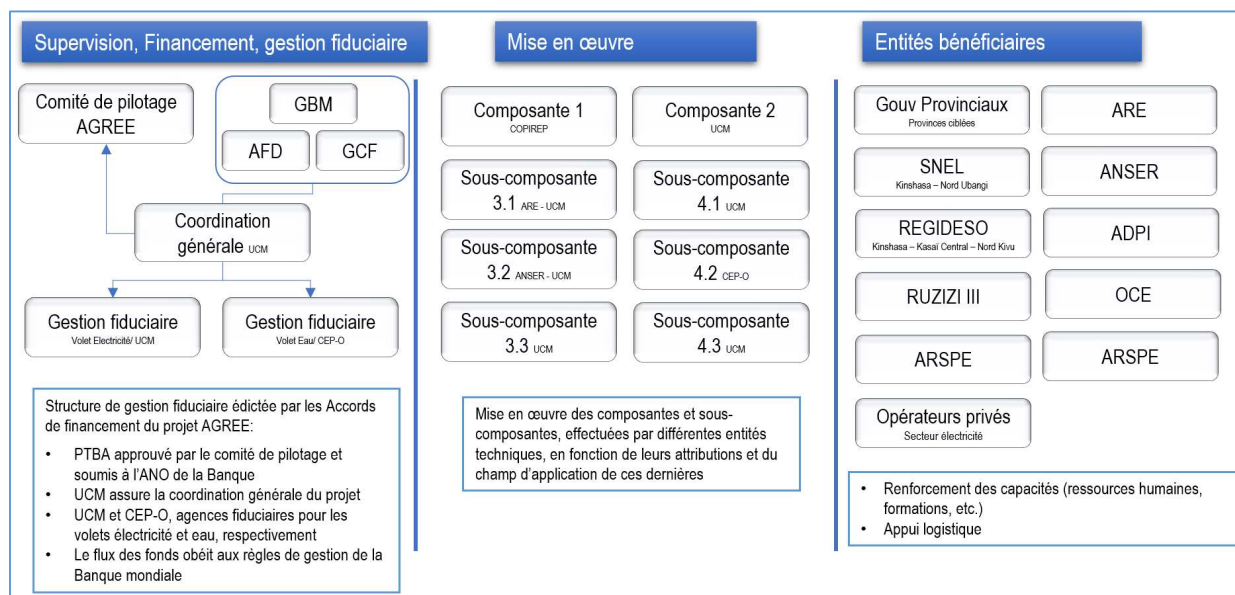 Supervision, Financement, gestion fiduciaire
Comité de pilotage
AGREE
GBM
AFD
GCF
Coordination
générale UCM
Gestion fiduciaire
Volet Electricité/ UCM
Gestion fiduciaire
Volet Eau/ CEP-O
Structure de gestion fiduciaire édictée par les Accords
de financement du projet AGREE:
• PTBA approuvé par le comité de pilotage et
soumis à l'ANO de la Banque
• UCM assure la coordination générale du projet
• UCM et CEP-O, agences fiduciaires pour les
volets électricité et eau, respectivement
• Le flux des fonds obéit aux règles de gestion de la
Banque mondiale
Mise en œuvre
Composante 1
COPIREP
Composante 2
UCM
Sous-composante
3.1 ARE - UCM
Sous-composante
4.1 UCM
Sous-composante
3.2 ANSER - UCM
Sous-composante
4.2 CEP-O
Sous-composante
3.3 UCM
Sous-composante
4.3 UCM
Mise en œuvre des composantes et sous-
composantes, effectuées par différentes entités
techniques, en fonction de leurs attributions et du
champ d'application de ces dernières
Entités bénéficiaires
Gouv Provinciaux
Provinces ciblées
ARE
SNEL
Kinshasa – Nord Ubangi
ANSER
REGIDESO
Kinshasa – Kasaï Central - Nord Kivu
ADPI
RUZIZI III
OCE
ARSPE
ARSPE
Opérateurs privés
Secteur électricité
• Renforcement des capacités (ressources humaines,
formations, etc.)
• Appui logistique